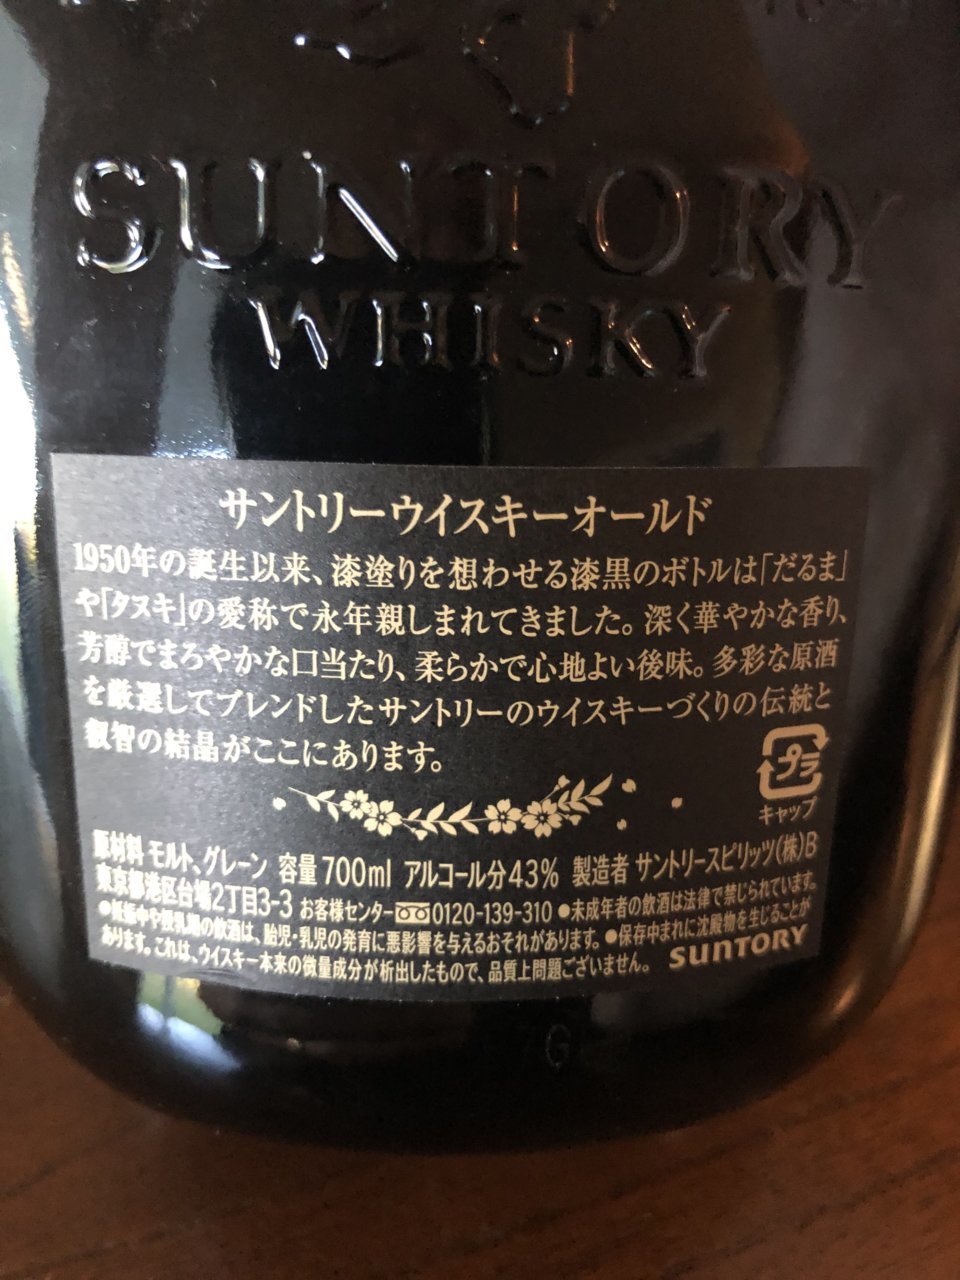 SUNTORY
WHISKY
サントリーウイスキーオールド
1950年の誕生以来、漆塗りを想わせる漆黒のボトルは「だるま」
や「タヌキ」の愛称で永年親しまれてきました。深く華やかな香り、
芳醇でまろやかな口当たり、柔らかで心地よい後味。多彩な原酒
を厳選してブレンドしたサントリーのウイスキーづくりの伝統と
叡智の結晶がここにあります。
プラ
キャップ
原材料 モルト、グレーン 容量700ml アルコール分43% 製造者 サントリースピリッツ(株)B
東京都港区台場2丁目3-3 お客様センター 0120-139-310 ●未成年者の飲酒は法律で禁じられています。
●妊娠中や授乳期の飲酒は、胎児・乳児の発育に悪影響を与えるおそれがあります。 ●保存中まれに沈殿物を生じることが
あります。これは、ウイスキー本来の微量成分が析出したもので、品質上問題ございません。 SUNTORY
G